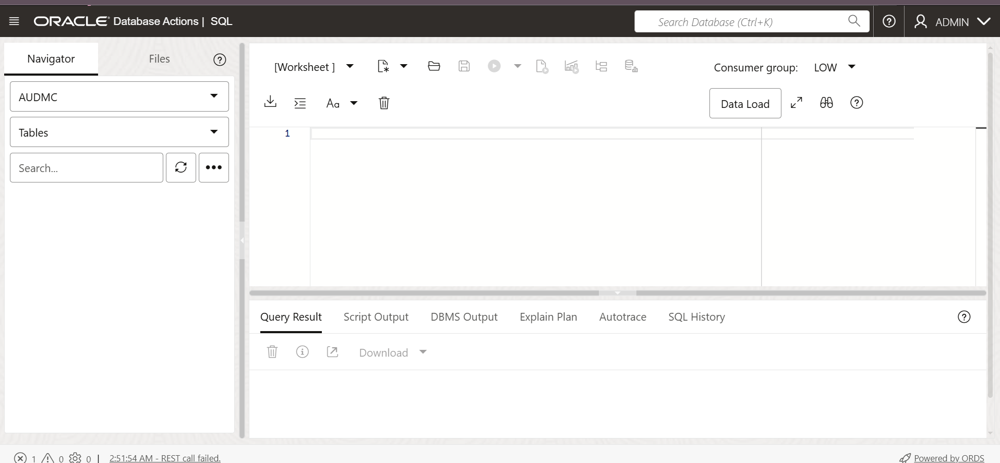 ORACLE® Database Actions | SQL
Search Database (Ctrl+K)
ADMIN
Navigator
Files
AUDMC
Tables
Search...
[Worksheet ]
Consumer group: LOW
Aa
Data Load
1
Query Result
Script Output
DBMS Output
Explain Plan
Autotrace
SQL History
Download
1 0 0 | 2:51:54 AM - REST call failed.
Powered by ORDS